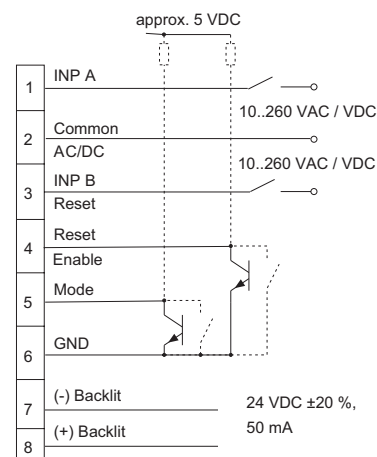 approx. 5 VDC
1 INP A
10..260 VAC / VDC
2 Common
AC/DC
10..260 VAC / VDC
3 INP B
Reset
4 Reset
Enable
5 Mode
6 GND
7 (-) Backlit
24 VDC ±20 %,
50 mA
8 (+) Backlit